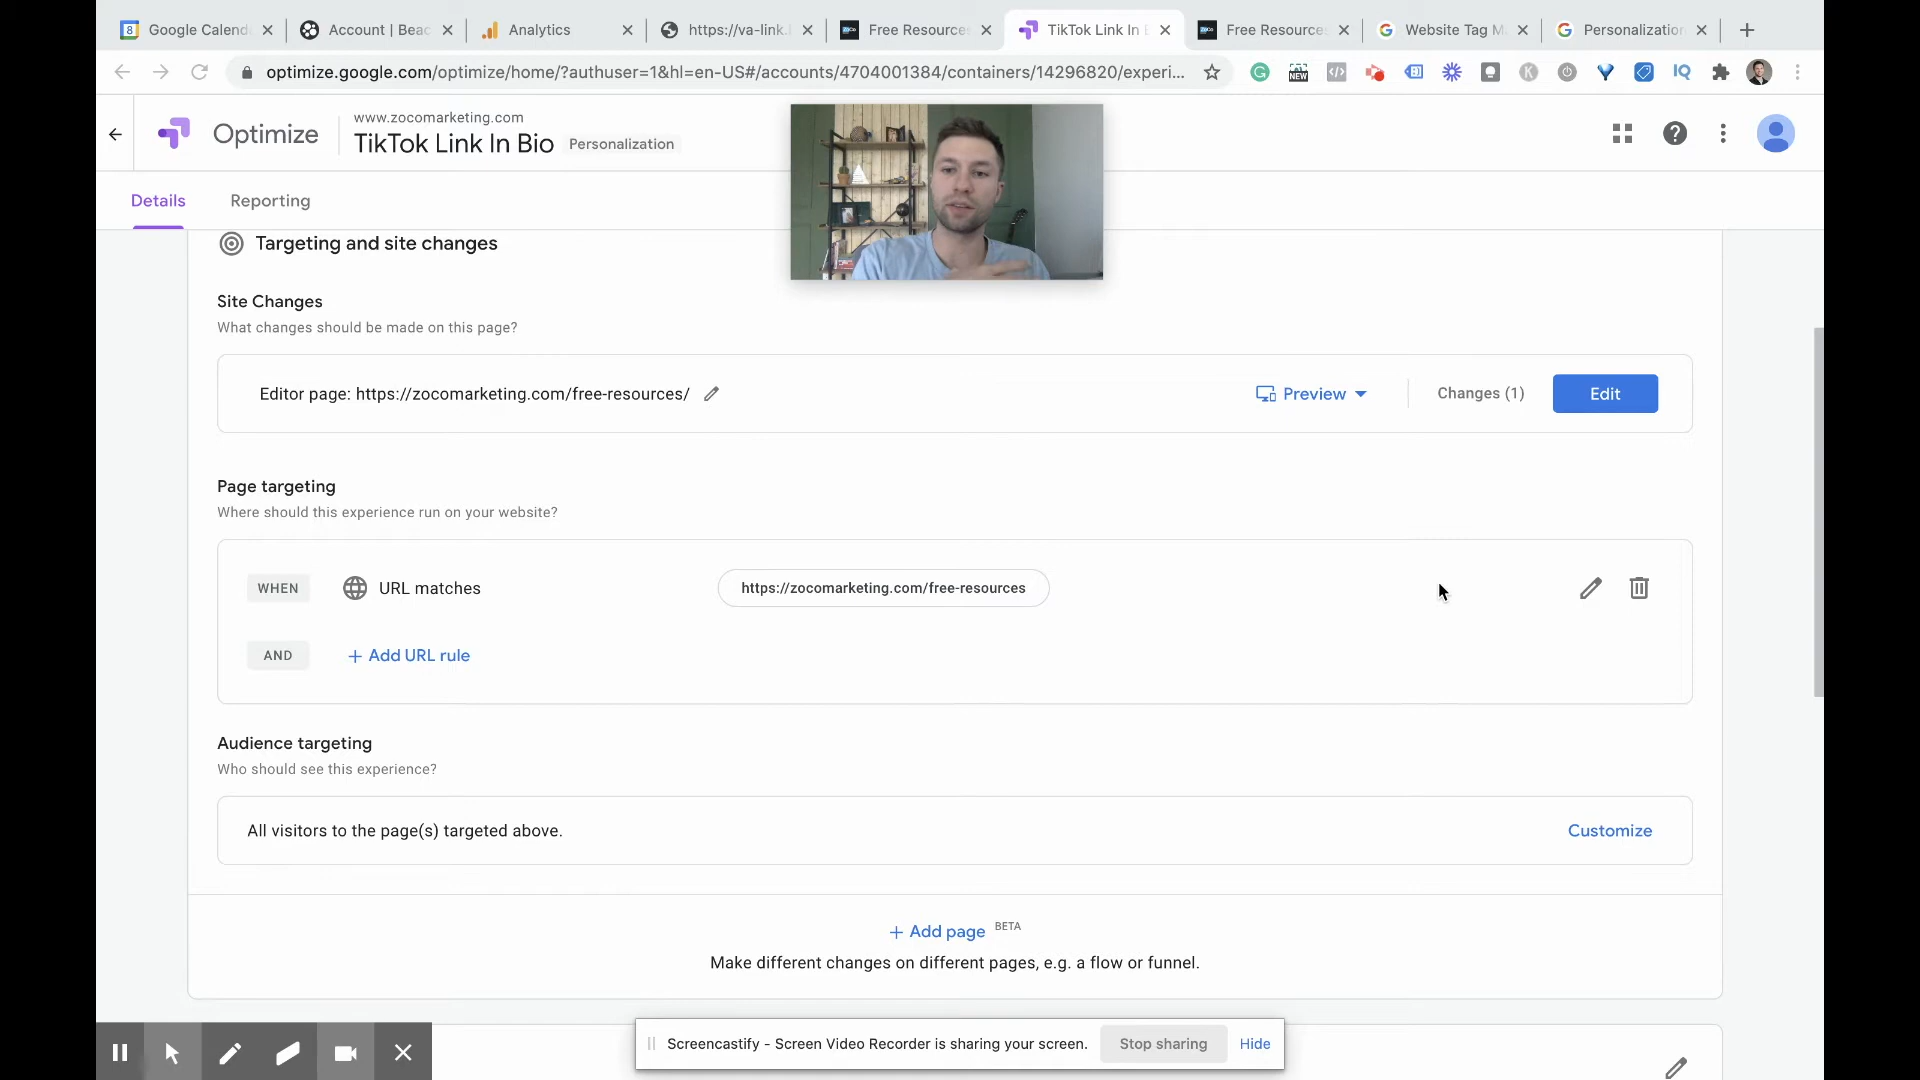 8 Google Calend
Account | Beac
Analytics
https://va-link.
Free Resource
TikTok Link In
Free Resource
Website Tag M
Personalization
optimize.google.com/optimize/home/?authuser=1&hl=en-US#/accounts/4704001384/containers/14296820/experi...
NEW
IQ
Optimize
www.zocomarketing.com
TikTok Link In Bio
Personalization
Details
Reporting
Targeting and site changes
Site Changes
What changes should be made on this page?
Editor page: https://zocomarketing.com/free-resources/
Preview
Changes (1)
Edit
Page targeting
Where should this experience run on your website?
WHEN
URL matches
https://zocomarketing.com/free-resources
AND
+ Add URL rule
Audience targeting
Who should see this experience?
All visitors to the page(s) targeted above.
Customize
+ Add page BETA
Make different changes on different pages, e.g. a flow or funnel.
Screencastify - Screen Video Recorder is sharing your screen.
Stop sharing
Hide